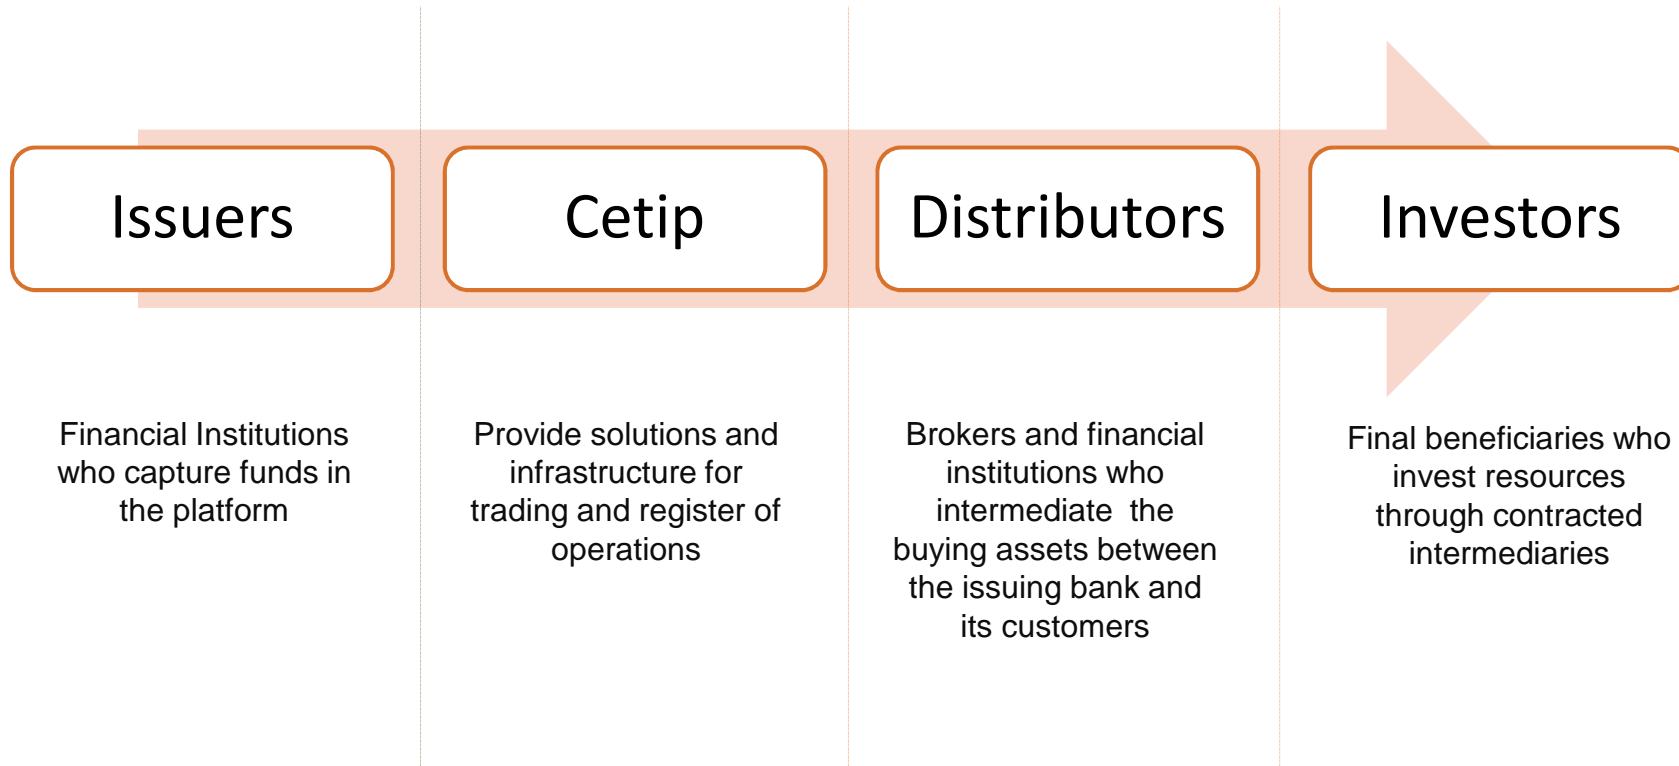 Issuers
Cetip
Distributors
Investors
Financial Institutions
who capture funds in
the platform
Provide solutions and
infrastructure for
trading and register of
operations
Brokers and financial
institutions who
intermediate  the
buying assets between
the issuing bank and
its customers
Final beneficiaries who
invest resources
through contracted
intermediaries